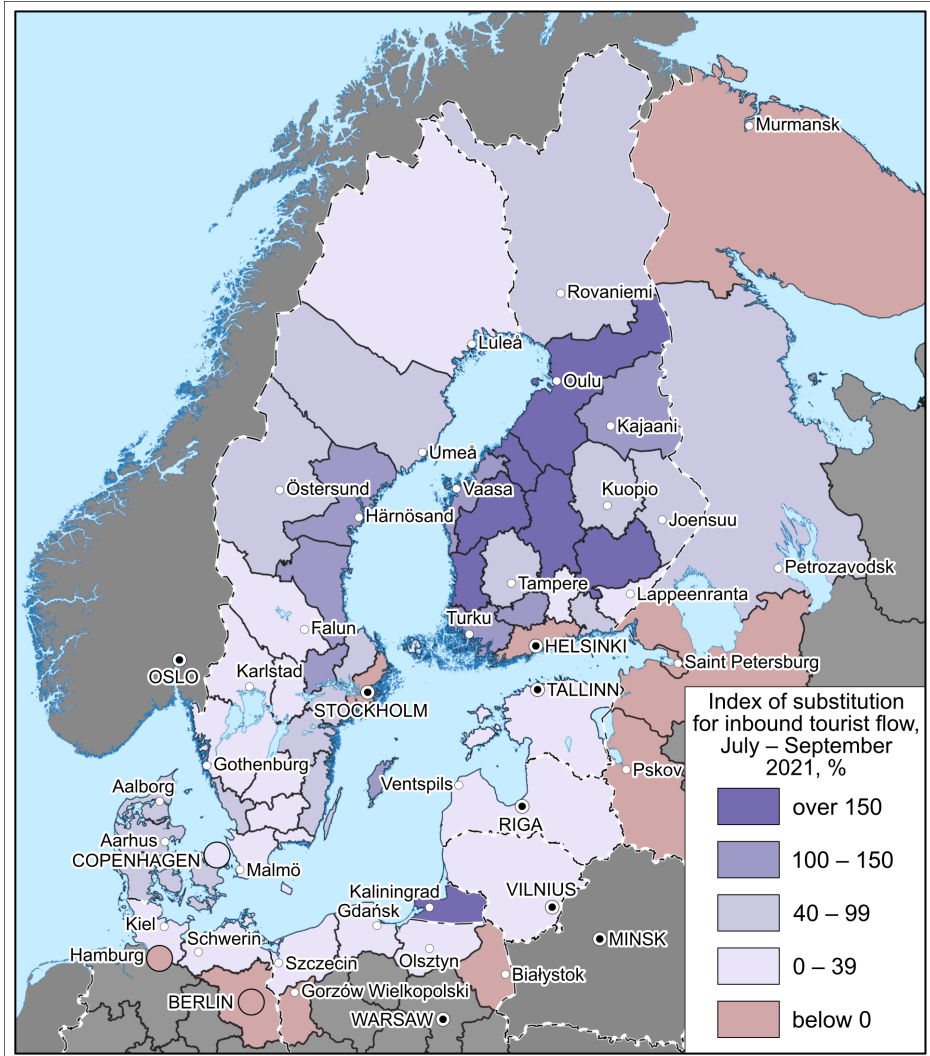 Murmansk
Rovaniemi
Luleå
Oulu
Kajaani
Umeå
Östersund
Vaasa
Kuopio
Härnösand
Joensuu
Petrozavodsk
Tampere
Lappeenranta
Turku
Falun
HELSINKI
OSLO
Karlstad
Saint Petersburg
STOCKHOLM
TALLINN
Gothenburg
Pskov
Aalborg
Ventspils
RIGA
Aarhus
COPENHAGEN
Malmö
Kaliningrad
VILNIUS
Gdańsk
Kiel
Schwerin
MINSK
Hamburg
Szczecin
Olsztyn
Białystok
BERLIN
Gorzów Wielkopolski
WARSAW
Index of substitution
for inbound tourist flow,
July – September
2021, %
over 150
100 – 150
40 – 99
0 – 39
below 0